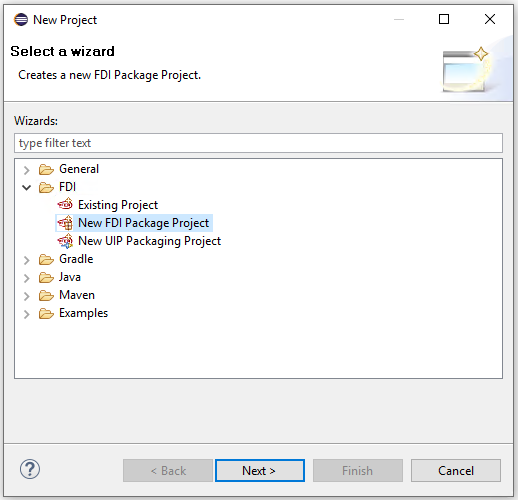 New Project
Select a wizard
Creates a new FDI Package Project.
Wizards:
type filter text
General
FDI
Existing Project
New FDI Package Project
New UIP Packaging Project
Gradle
Java
Maven
Examples
?
< Back
Next >
Finish
Cancel